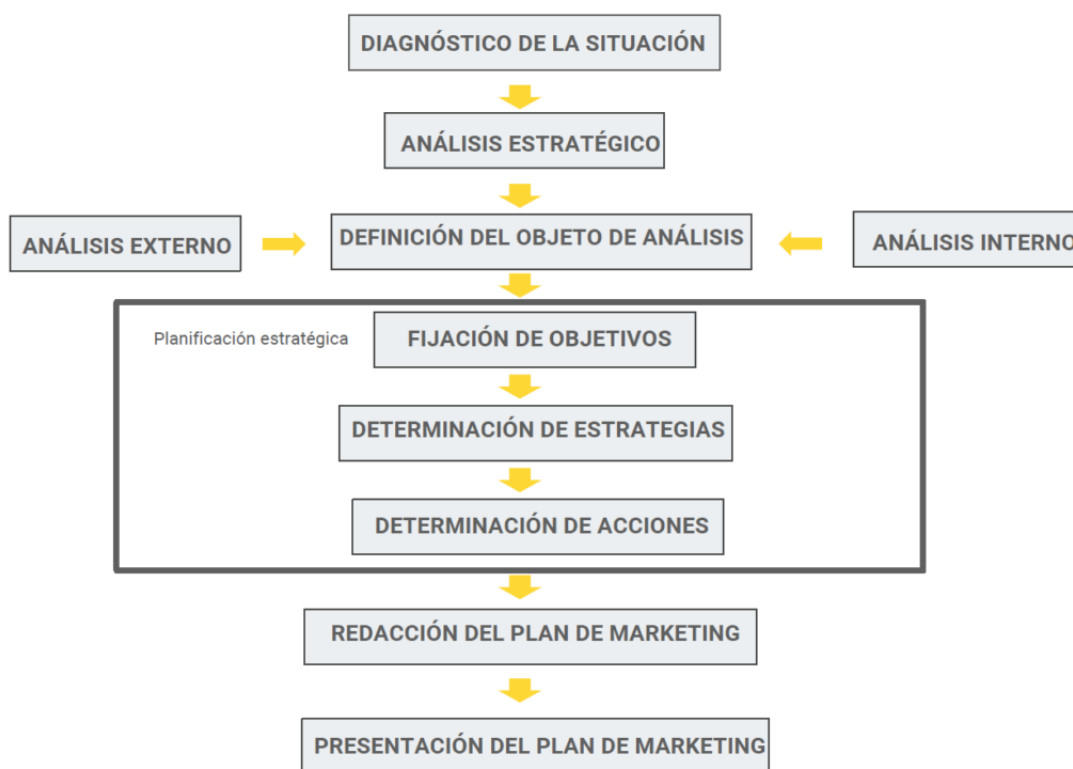 DIAGNÓSTICO DE LA SITUACIÓN
ANÁLISIS ESTRATÉGICO
ANÁLISIS EXTERNO
DEFINICIÓN DEL OBJETO DE ANÁLISIS
ANÁLISIS INTERNO
Planificación estratégica
FIJACIÓN DE OBJETIVOS
DETERMINACIÓN DE ESTRATEGIAS
DETERMINACIÓN DE ACCIONES
REDACCIÓN DEL PLAN DE MARKETING
PRESENTACIÓN DEL PLAN DE MARKETING